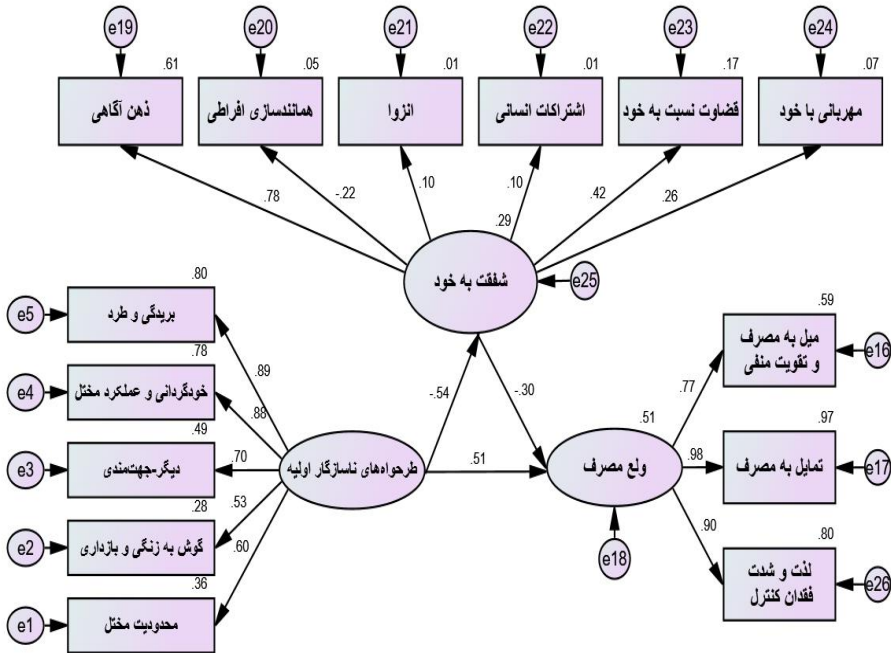 e19 e20 e21 e22 e23 e24
.61 .05 .01 .01 .17 .07
ذهن آگاهی
همانندسازی افراطی
انزوا
اشتراکات انسانی
قضاوت نسبت به خود
مهربانی با خود
.78 -.22 .10 .10 .42 .26
.29
شفقت به خود
e25
.80
e5
بریدگی و طرد
.78
e4
خودگردانی و عملکرد مختل
.49
e3
دیگر-جهت‌مندی
.28
e2
گوش به زنگی و بازداری
.36
e1
محدودیت مختل
.89
.88
.70
.53
.60
طرحواه‌های ناسازگار اولیه
-.54
-.30
.51
.51
ولع مصرف
e18
.77
.98
.90
.59
میل به مصرف
و تقویت منفی
e16
.97
تمایل به مصرف
e17
.80
لذت و شدت
فقدان کنترل
e26